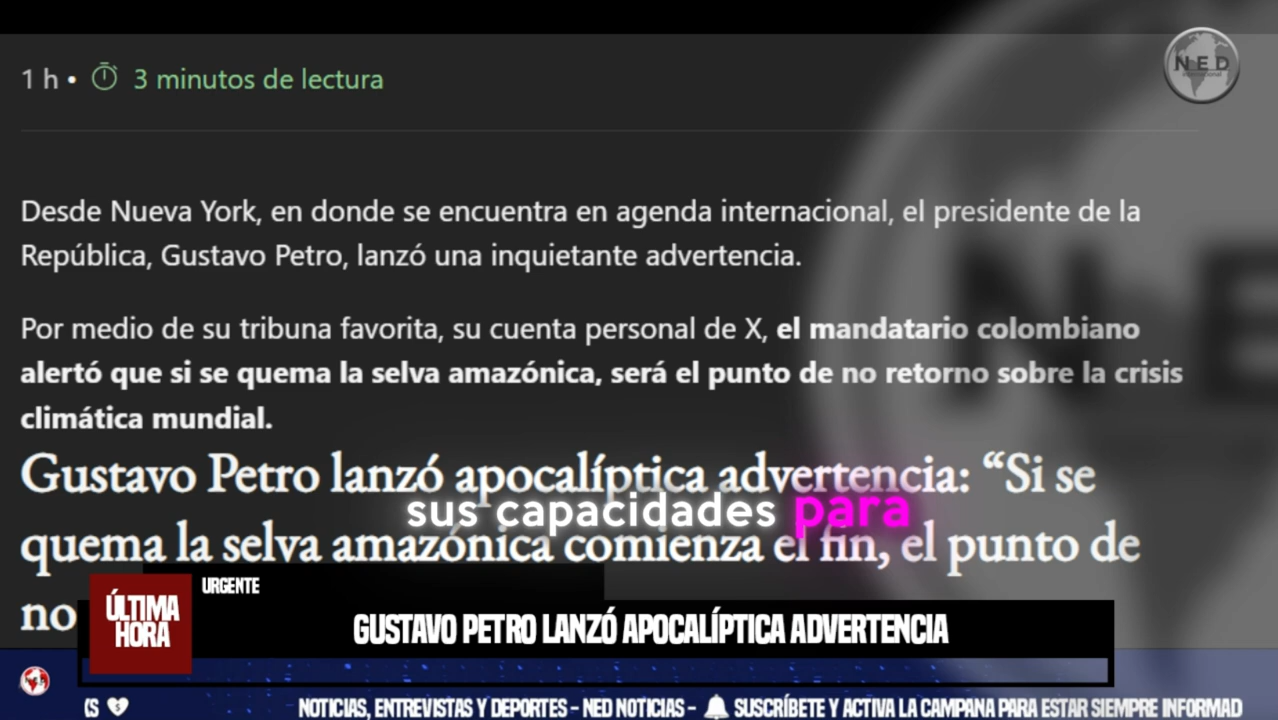 1 h • 3 minutos de lectura
NED
internacional
Desde Nueva York, en donde se encuentra en agenda internacional, el presidente de la
República, Gustavo Petro, lanzó una inquietante advertencia.
Por medio de su tribuna favorita, su cuenta personal de X, el mandatario colombiano
alertó que si se quema la selva amazónica, será el punto de no retorno sobre la crisis
climática mundial.
Gustavo Petro lanzó apocalíptica advertencia: “Si se
sus capacidades para
quema la selva amazónica comienza el fin, el punto de
no
URGENTE
ÚLTIMA
HORA
GUSTAVO PETRO LANZÓ APOCALÍPTICA ADVERTENCIA
CS NOTICIAS, ENTREVISTAS Y DEPORTES - NED NOTICIAS - SUSCRÍBETE Y ACTIVA LA CAMPANA PARA ESTAR SIEMPRE INFORMAD